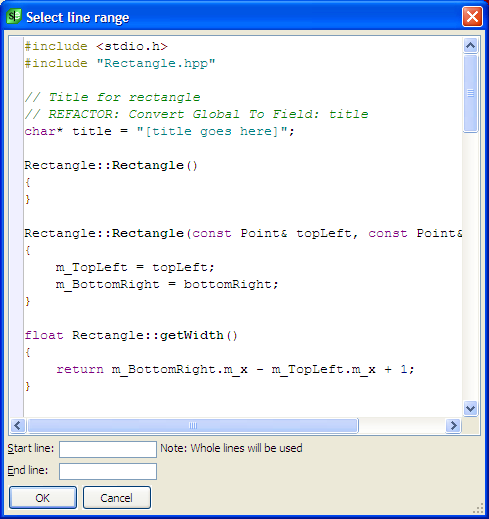 Select line range
#include <stdio.h>
#include "Rectangle.hpp"
// Title for rectangle
// REFACTOR: Convert Global To Field: title
char* title = "[title goes here]";
Rectangle::Rectangle()
{
}
Rectangle::Rectangle(const Point& topLeft, const Point&
{
    m_TopLeft = topLeft;
    m_BottomRight = bottomRight;
}
float Rectangle::getWidth()
{
    return m_BottomRight.m_x - m_TopLeft.m_x + 1;
}
Start line: Note: Whole lines will be used
End line:
OK Cancel